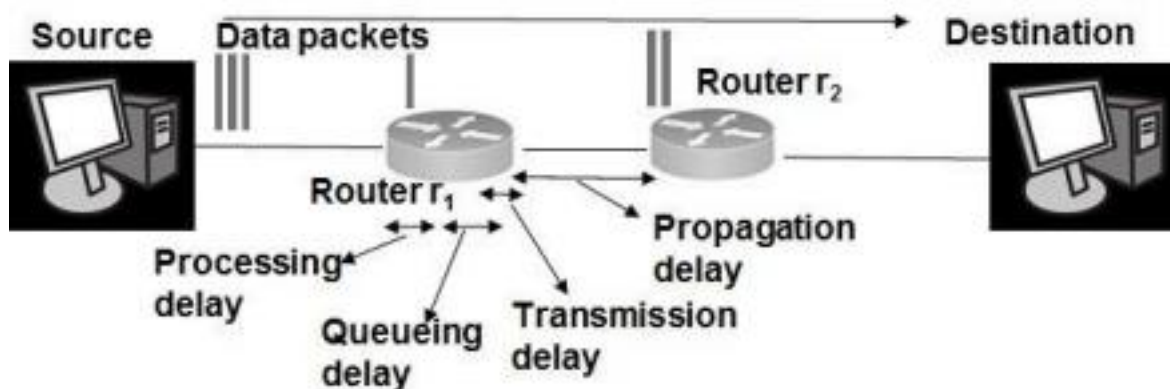 Source
Data packets
Destination
Router r₂
Router r₁
Propagation
delay
Processing
delay
Transmission
delay
Queueing
delay